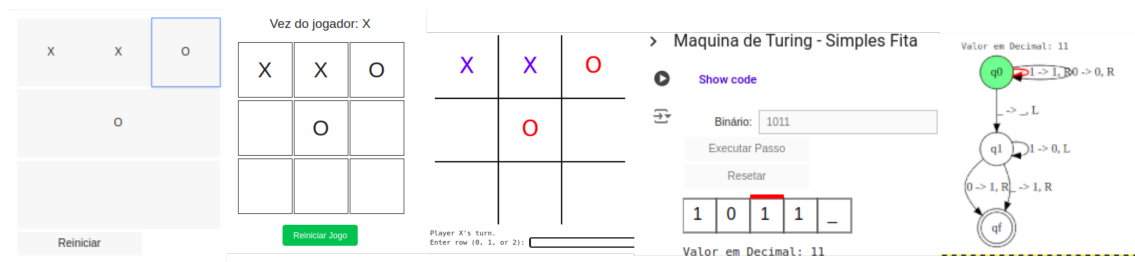 X X O
O
Reiniciar
Vez do jogador: X
X X O
O
Reiniciar Jogo
X X O
O
Player X's turn.
Enter row (0, 1, or 2):
Maquina de Turing - Simples Fita
Show code
Binário: 1011
Executar Passo
Resetar
1 0 1 1 _
Valor em Decimal: 11
Valor em Decimal: 11
q0 1 -> 1, R 0 -> 0, R
_ -> _, L
q1 1 -> 0, L
0 -> 1, R _ -> 1, R
qf